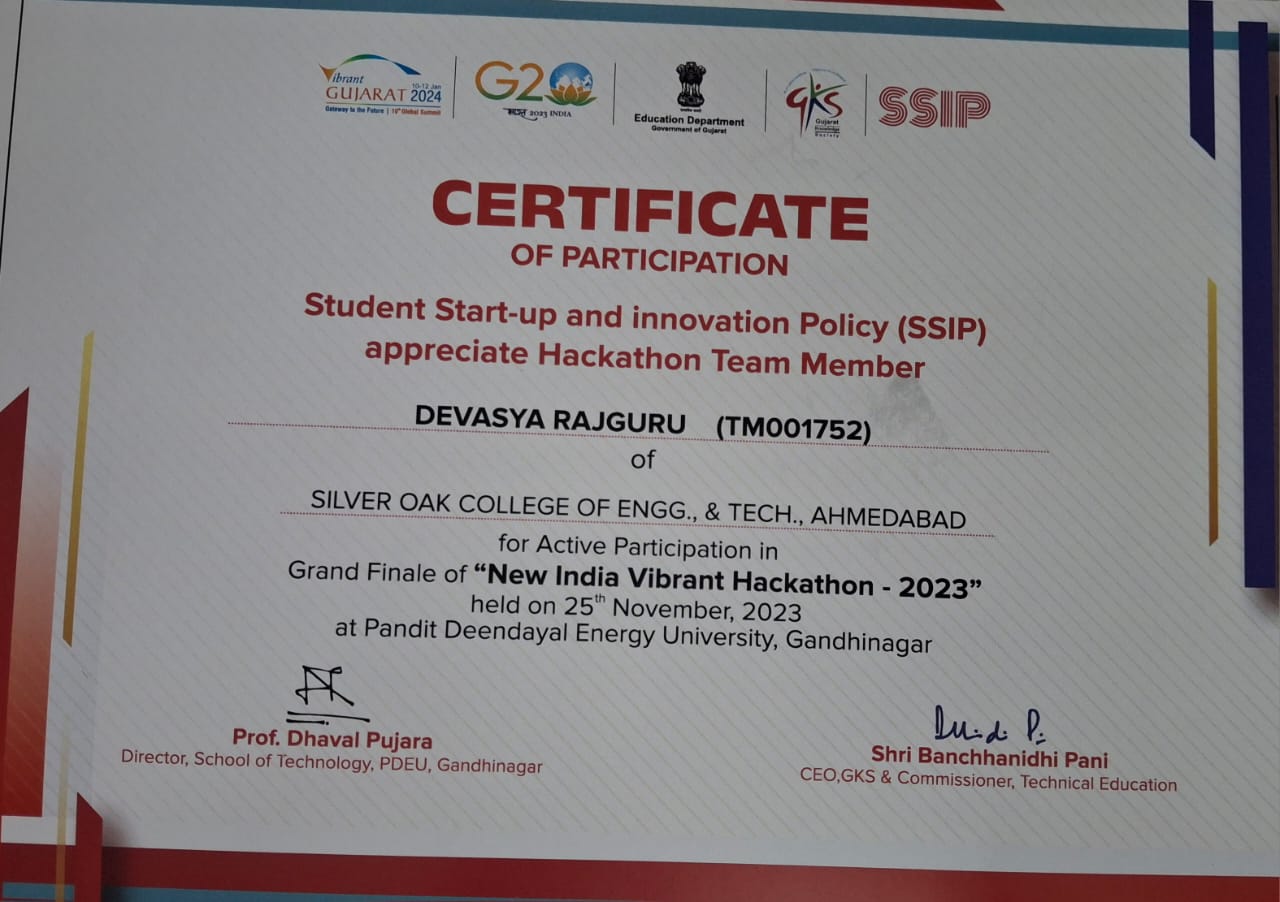 Vibrant
GUJARAT 10-12 Jan 2024
Gateway to the Future | 10th Global Summit
G20
भारत 2023 INDIA
Education Department
Government of Gujarat
GKS
Gujarat
Knowledge
Society
SSIP
CERTIFICATE
OF PARTICIPATION
Student Start-up and innovation Policy (SSIP)
appreciate Hackathon Team Member
DEVASYA RAJGURU (TM001752)
of
SILVER OAK COLLEGE OF ENGG., & TECH., AHMEDABAD
for Active Participation in
Grand Finale of “New India Vibrant Hackathon - 2023”
held on 25th November, 2023
at Pandit Deendayal Energy University, Gandhinagar
Prof. Dhaval Pujara
Director, School of Technology, PDEU, Gandhinagar
Shri Banchhanidhi Pani
CEO,GKS & Commissioner, Technical Education